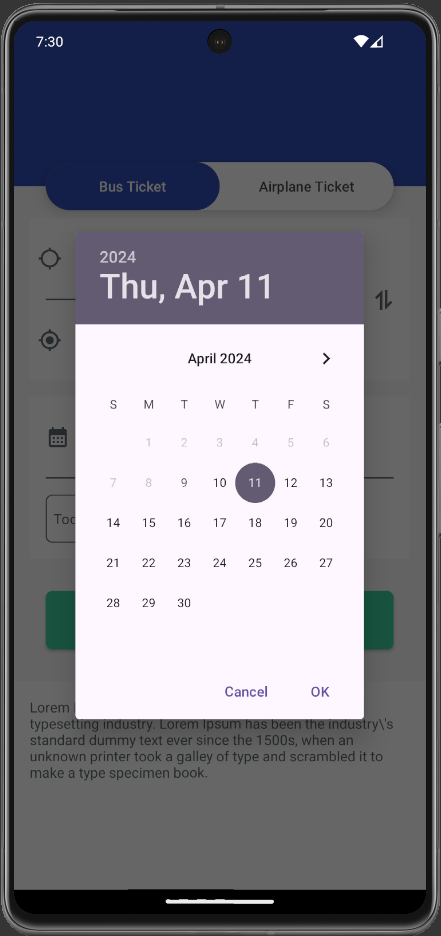 7:30
Bus Ticket
Airplane Ticket
2024
Thu, Apr 11
April 2024
S M T W T F S
1 2 3 4 5 6
7 8 9 10 11 12 13
14 15 16 17 18 19 20
21 22 23 24 25 26 27
28 29 30
Cancel OK
Lorem
typesetting industry. Lorem Ipsum has been the industry\'s
standard dummy text ever since the 1500s, when an
unknown printer took a galley of type and scrambled it to
make a type specimen book.